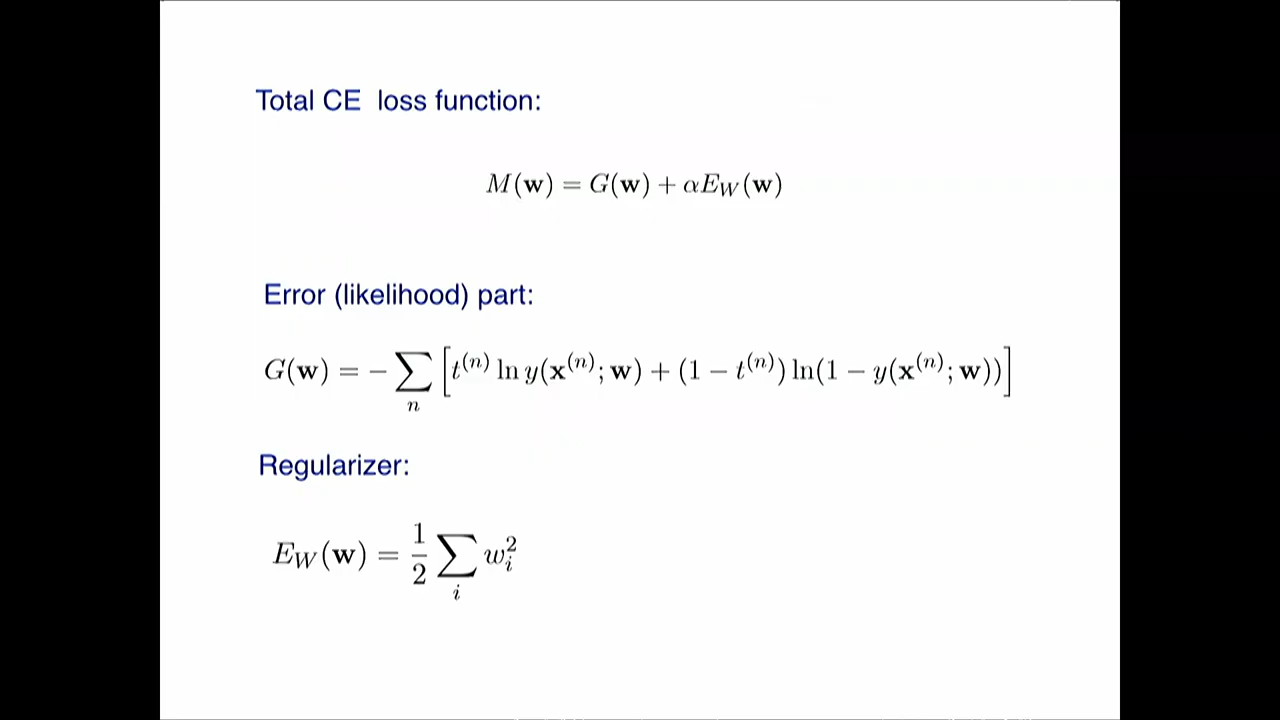 Total CE loss function:
M(w) = G(w) + αE_W(w)
Error (likelihood) part:
G(w) = − ∑_n [t^(n) ln y(x^(n); w) + (1 − t^(n)) ln(1 − y(x^(n); w))]
Regularizer:
E_W(w) = 1/2 ∑_i w_i^2